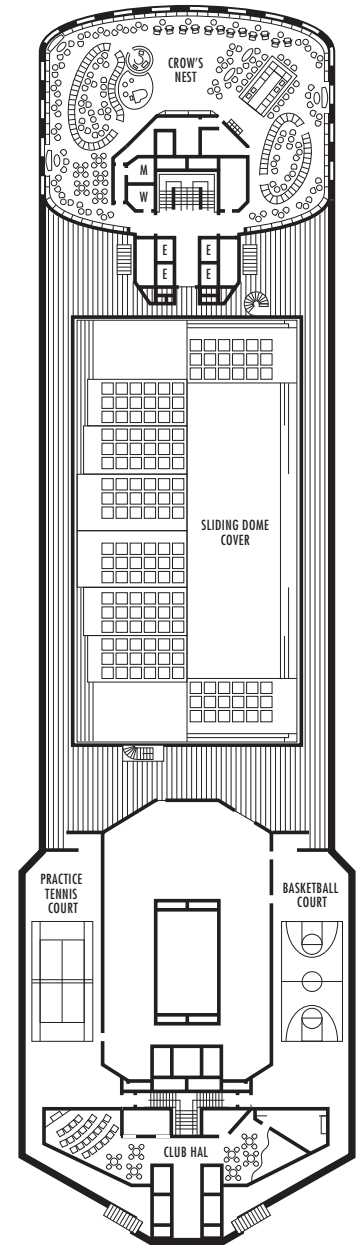 CROW'S
NEST
M
W
E E
E E
SLIDING DOME
COVER
PRACTICE
TENNIS
COURT
BASKETBALL
COURT
CLUB HAL